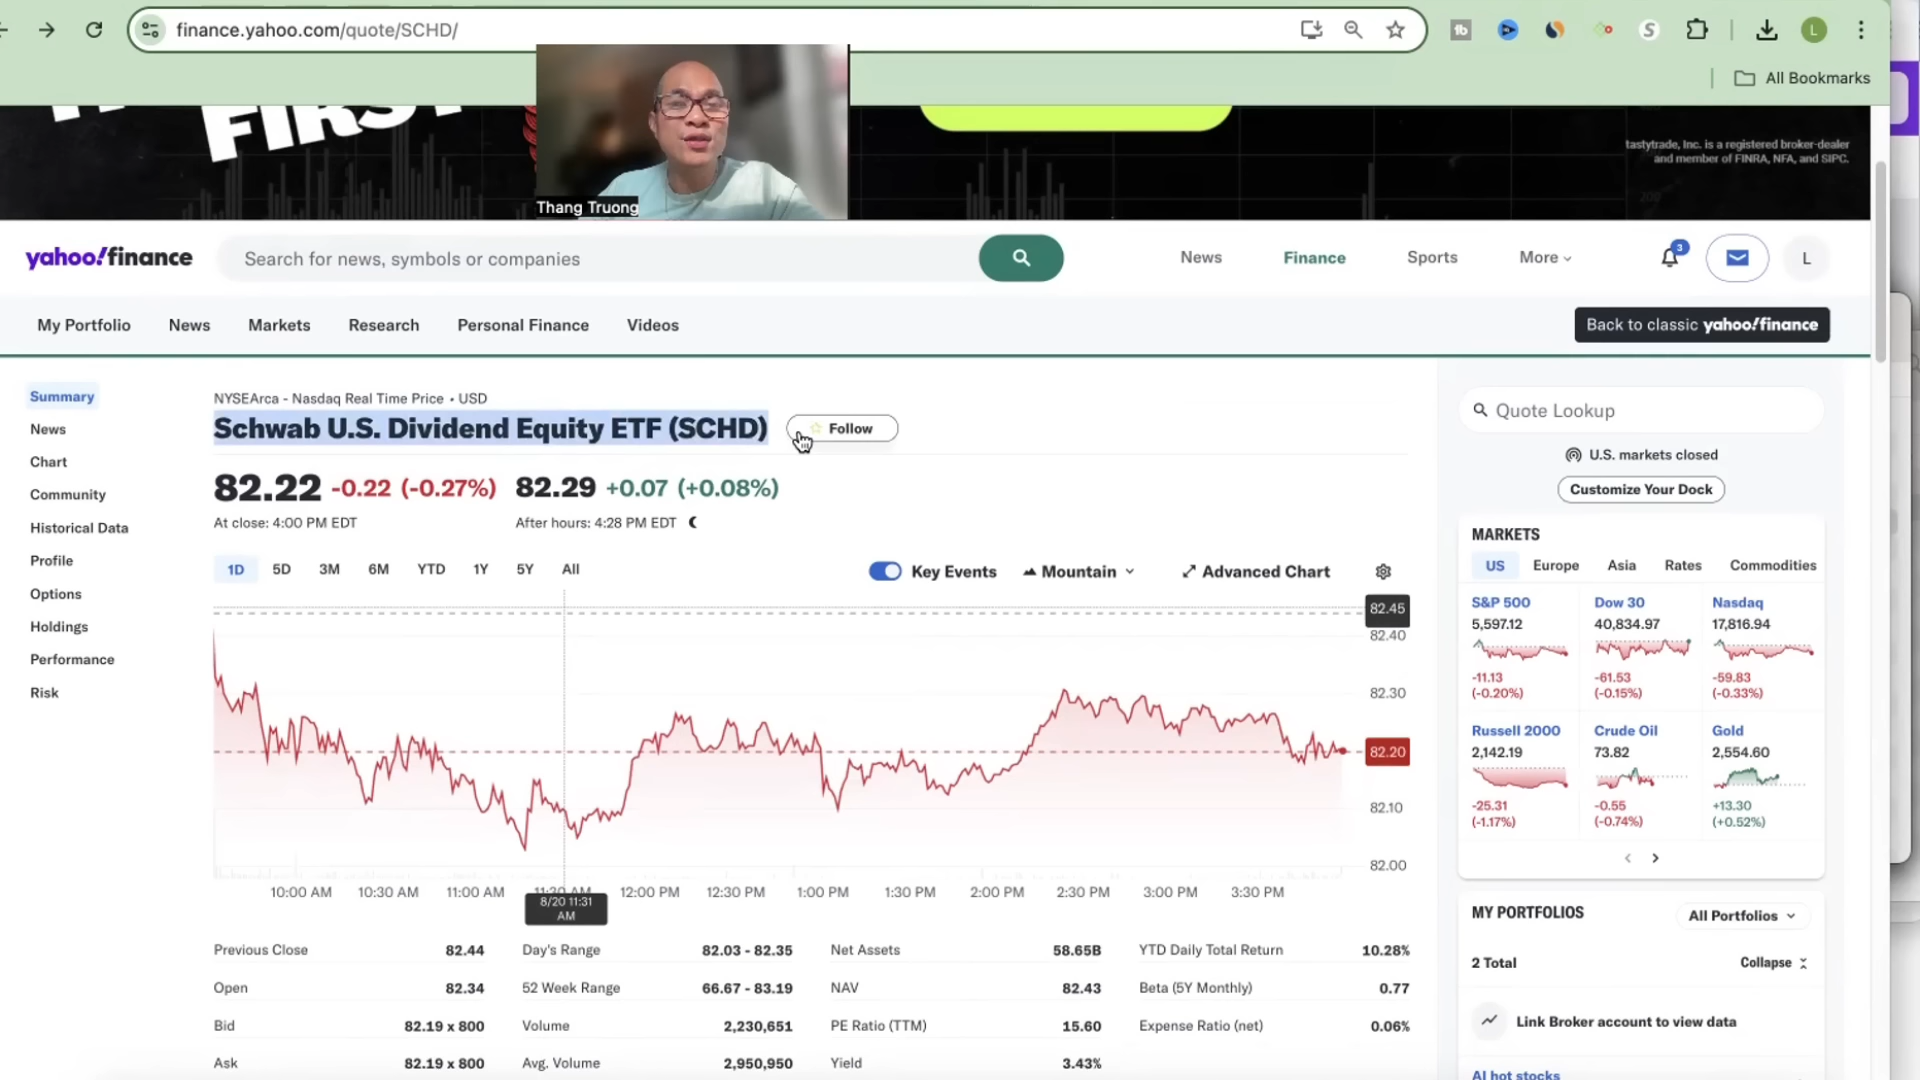 finance.yahoo.com/quote/SCHD/
All Bookmarks
FIRST
tastytrade, Inc. is a registered broker-dealer
and member of FINRA, NFA, and SIPC.
Thang Truong
yahoo!finance
Search for news, symbols or companies
News
Finance
Sports
More
3
L
My Portfolio
News
Markets
Research
Personal Finance
Videos
Back to classic yahoo!finance
Summary
News
Chart
Community
Historical Data
Profile
Options
Holdings
Performance
Risk
NYSEArca - Nasdaq Real Time Price • USD
Schwab U.S. Dividend Equity ETF (SCHD)
Follow
82.22 -0.22 (-0.27%) 82.29 +0.07 (+0.08%)
At close: 4:00 PM EDT
After hours: 4:28 PM EDT
1D 5D 3M 6M YTD 1Y 5Y All
Key Events
Mountain
Advanced Chart
82.45
82.40
82.30
82.20
82.10
82.00
10:00 AM 10:30 AM 11:00 AM 11:30 AM 12:00 PM 12:30 PM 1:00 PM 1:30 PM 2:00 PM 2:30 PM 3:00 PM 3:30 PM
8/20 11:31
AM
Previous Close 82.44 Day's Range 82.03 - 82.35 Net Assets 58.65B YTD Daily Total Return 10.28%
Open 82.34 52 Week Range 66.67 - 83.19 NAV 82.43 Beta (5Y Monthly) 0.77
Bid 82.19 x 800 Volume 2,230,651 PE Ratio (TTM) 15.60 Expense Ratio (net) 0.06%
Ask 82.19 x 800 Avg. Volume 2,950,950 Yield 3.43%
Quote Lookup
U.S. markets closed
Customize Your Dock
MARKETS
US Europe Asia Rates Commodities
S&P 500 Dow 30 Nasdaq
5,597.12 40,834.97 17,816.94
-11.13 -61.53 -59.83
(-0.20%) (-0.15%) (-0.33%)
Russell 2000 Crude Oil Gold
2,142.19 73.82 2,554.60
-25.31 -0.55 +13.30
(-1.17%) (-0.74%) (+0.52%)
MY PORTFOLIOS
All Portfolios
2 Total
Collapse
Link Broker account to view data
AI hot stocks